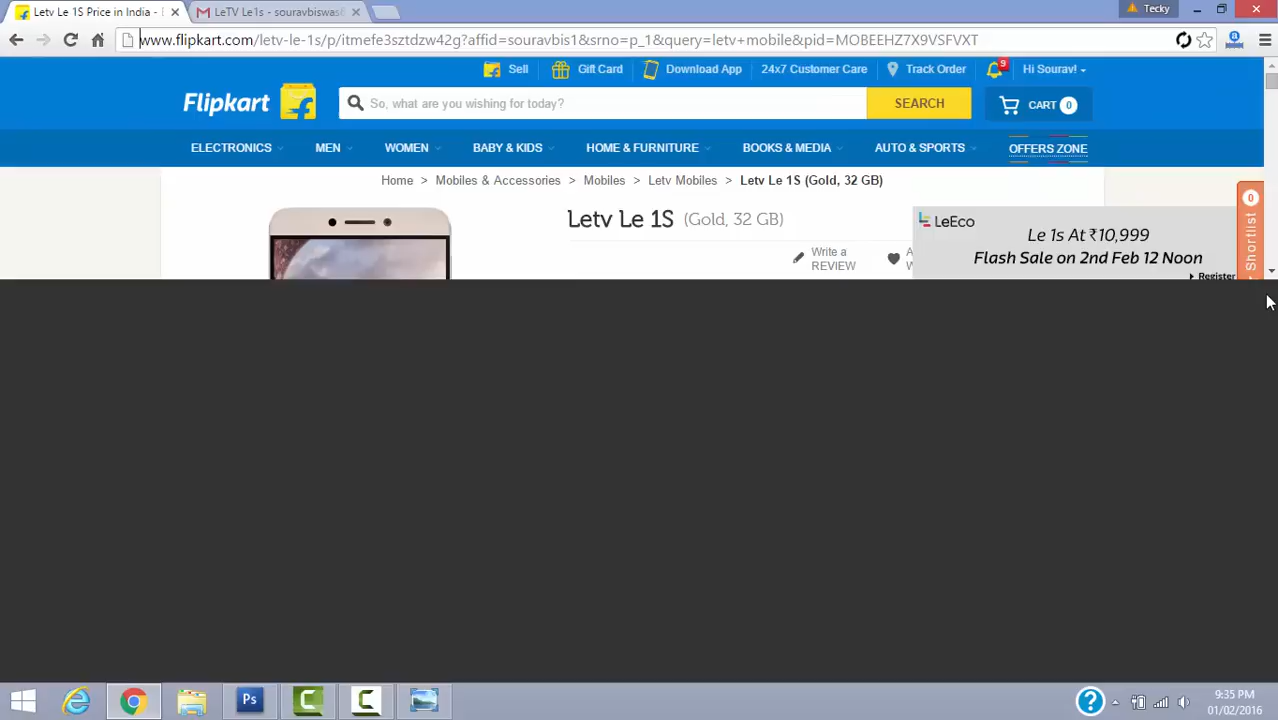 Letv Le 1S Price in India -
LeTV Le1s - souravbiswas
Tecky
www.flipkart.com/letv-le-1s/p/itmefe3sztdzw42g?affid=souravbis1&srno=p_1&query=letv+mobile&pid=MOBEEHZ7X9VSFVXT
Sell
Gift Card
Download App
24x7 Customer Care
Track Order
9
Hi Sourav!
Flipkart
So, what are you wishing for today?
SEARCH
CART 0
ELECTRONICS
MEN
WOMEN
BABY & KIDS
HOME & FURNITURE
BOOKS & MEDIA
AUTO & SPORTS
OFFERS ZONE
Home > Mobiles & Accessories > Mobiles > Letv Mobiles > Letv Le 1S (Gold, 32 GB)
Letv Le 1S (Gold, 32 GB)
Write a
REVIEW
LeEco
Le 1s At ₹10,999
Flash Sale on 2nd Feb 12 Noon
Register
0
Shortlist
Ps
9:35 PM
01/02/2016